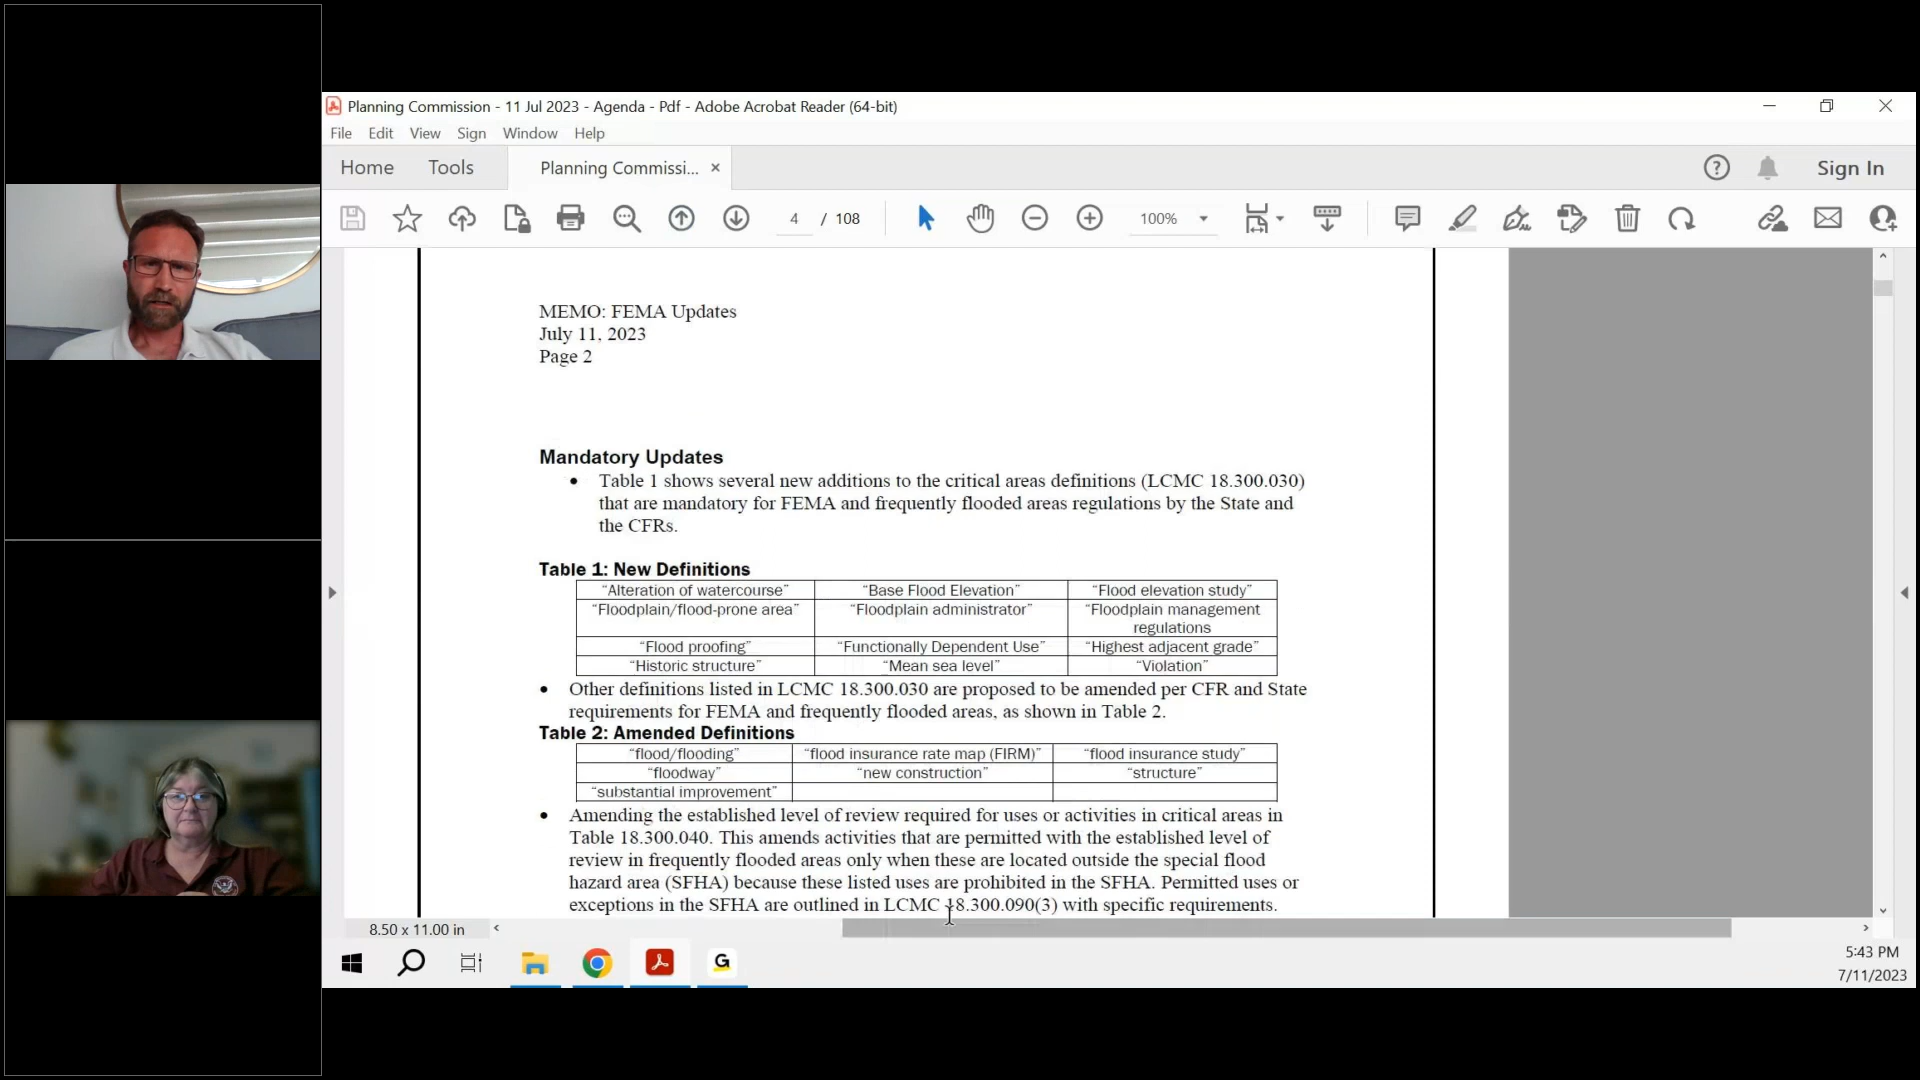 Planning Commission - 11 Jul 2023 - Agenda - Pdf - Adobe Acrobat Reader (64-bit)
File Edit View Sign Window Help
Home Tools Planning Commissi... × Sign In
4 / 108 100%
MEMO: FEMA Updates
July 11, 2023
Page 2
Mandatory Updates
• Table 1 shows several new additions to the critical areas definitions (LCMC 18.300.030)
that are mandatory for FEMA and frequently flooded areas regulations by the State and
the CFRs.
Table 1: New Definitions
“Alteration of watercourse” “Base Flood Elevation” “Flood elevation study”
“Floodplain/flood-prone area” “Floodplain administrator” “Floodplain management
regulations
“Flood proofing” “Functionally Dependent Use” “Highest adjacent grade”
“Historic structure” “Mean sea level” “Violation”
• Other definitions listed in LCMC 18.300.030 are proposed to be amended per CFR and State
requirements for FEMA and frequently flooded areas, as shown in Table 2.
Table 2: Amended Definitions
“flood/flooding” “flood insurance rate map (FIRM)” “flood insurance study”
“floodway” “new construction” “structure”
“substantial improvement”
• Amending the established level of review required for uses or activities in critical areas in
Table 18.300.040. This amends activities that are permitted with the established level of
review in frequently flooded areas only when these are located outside the special flood
hazard area (SFHA) because these listed uses are prohibited in the SFHA. Permitted uses or
exceptions in the SFHA are outlined in LCMC 18.300.090(3) with specific requirements.
8.50 x 11.00 in
G
5:43 PM
7/11/2023